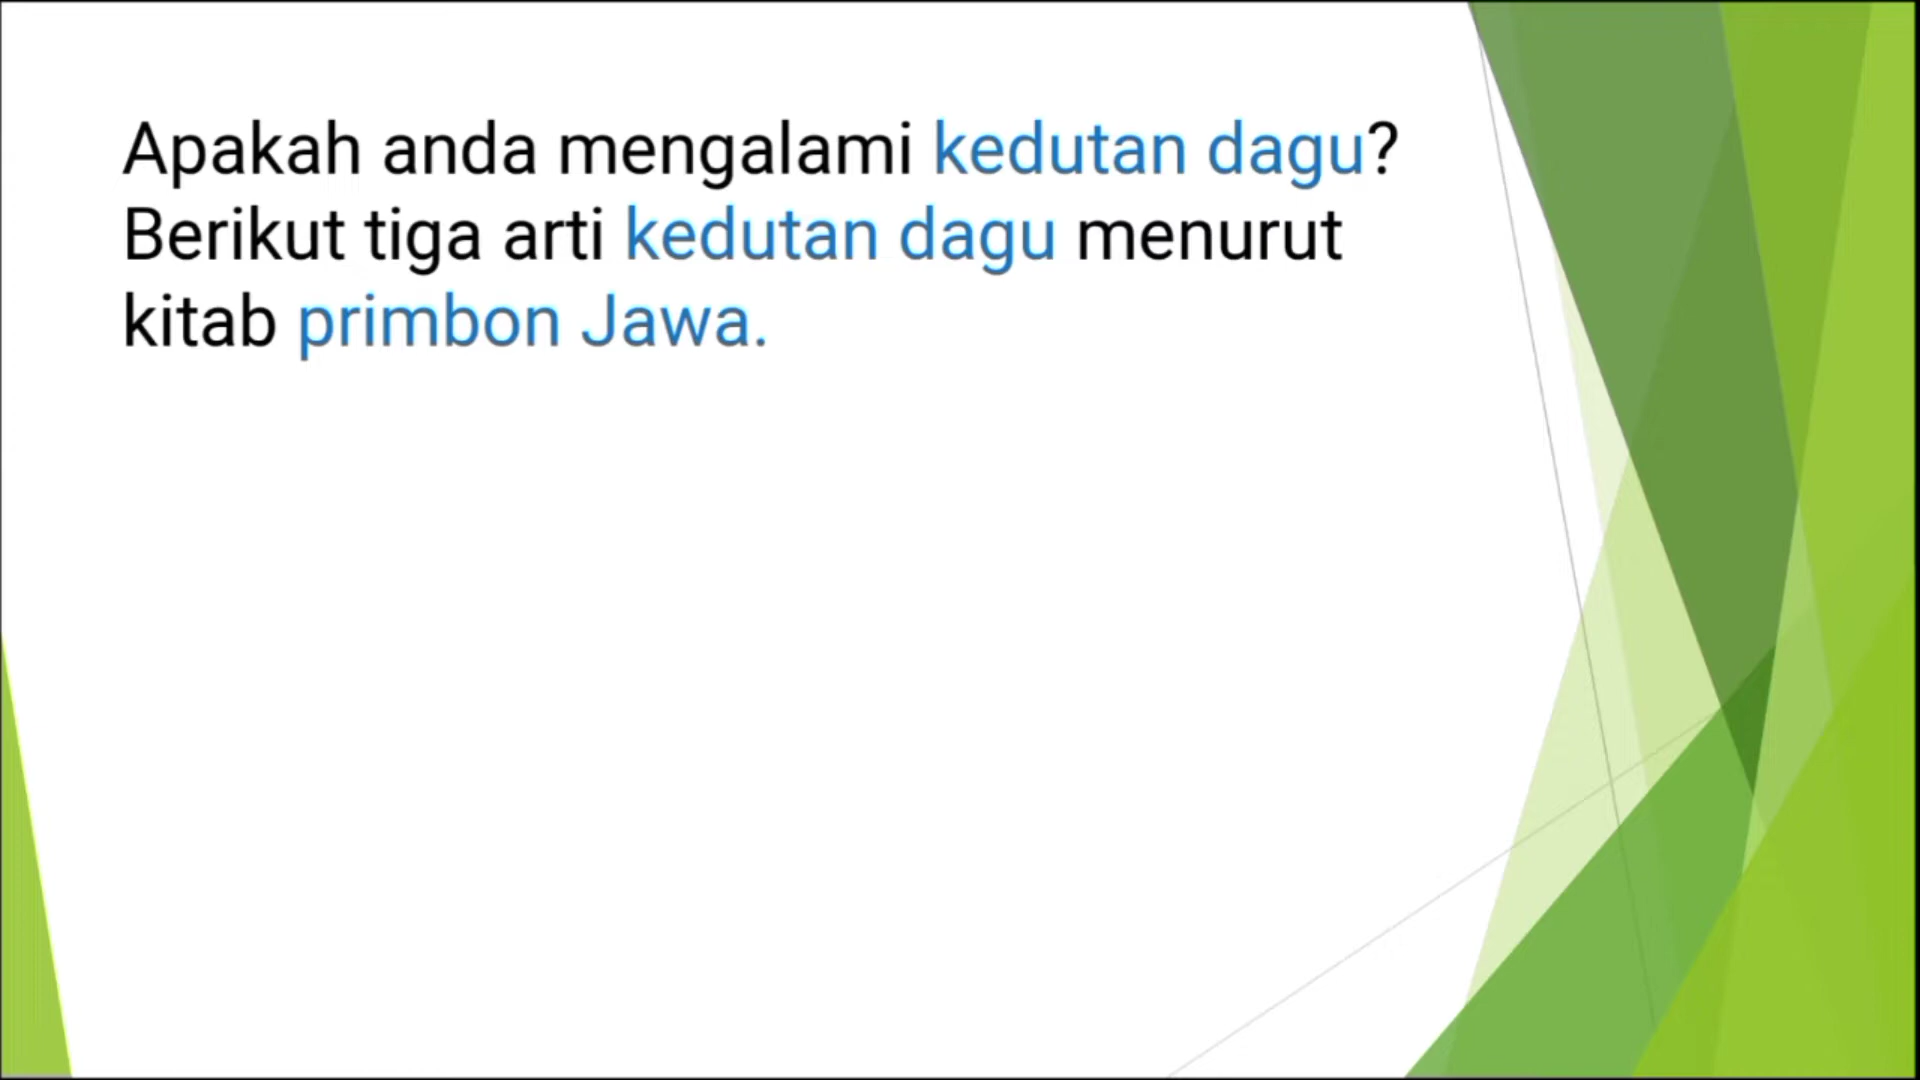 Apakah anda mengalami kedutan dagu?
Berikut tiga arti kedutan dagu menurut
kitab primbon Jawa.